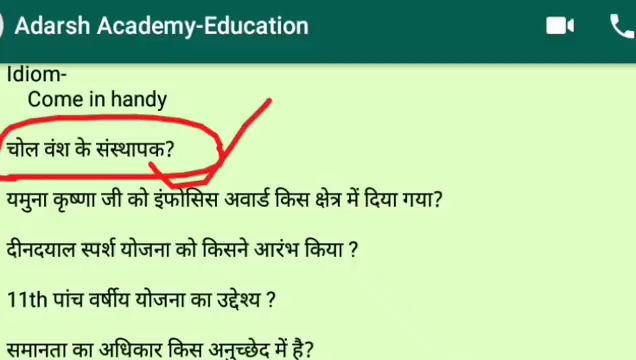 Adarsh Academy-Education
Idiom-
Come in handy
चोल वंश के संस्थापक?
यमुना कृष्णा जी को इंफोसिस अवार्ड किस क्षेत्र में दिया गया?
दीनदयाल स्पर्श योजना को किसने आरंभ किया ?
11th पांच वर्षीय योजना का उद्देश्य ?
समानता का अधिकार किस अनुच्छेद में है?